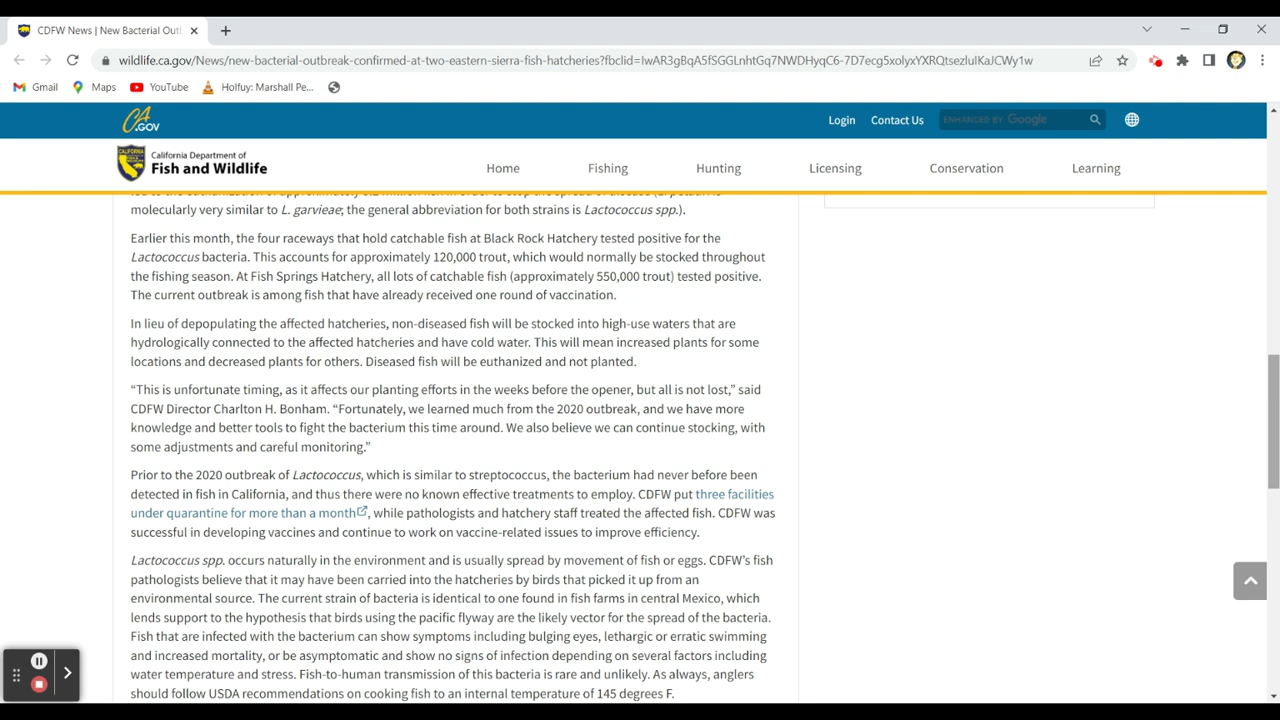 CDFW News | New Bacterial Outb
wildlife.ca.gov/News/new-bacterial-outbreak-confirmed-at-two-eastern-sierra-fish-hatcheries?fbclid=IwAR3gBqA5fSGGLnhtGq7NWDHyqC6-7D7ecg5xolyxYXRQtsezluIKaJCWy1w
Gmail Maps YouTube Holfuy: Marshall Pe...
CA.GOV Login Contact Us ENHANCED BY Google
California Department of
Fish and Wildlife
Home Fishing Hunting Licensing Conservation Learning
molecularly very similar to L. garvieae; the general abbreviation for both strains is Lactococcus spp.).
Earlier this month, the four raceways that hold catchable fish at Black Rock Hatchery tested positive for the
Lactococcus bacteria. This accounts for approximately 120,000 trout, which would normally be stocked throughout
the fishing season. At Fish Springs Hatchery, all lots of catchable fish (approximately 550,000 trout) tested positive.
The current outbreak is among fish that have already received one round of vaccination.
In lieu of depopulating the affected hatcheries, non-diseased fish will be stocked into high-use waters that are
hydrologically connected to the affected hatcheries and have cold water. This will mean increased plants for some
locations and decreased plants for others. Diseased fish will be euthanized and not planted.
“This is unfortunate timing, as it affects our planting efforts in the weeks before the opener, but all is not lost,” said
CDFW Director Charlton H. Bonham. “Fortunately, we learned much from the 2020 outbreak, and we have more
knowledge and better tools to fight the bacterium this time around. We also believe we can continue stocking, with
some adjustments and careful monitoring.”
Prior to the 2020 outbreak of Lactococcus, which is similar to streptococcus, the bacterium had never before been
detected in fish in California, and thus there were no known effective treatments to employ. CDFW put three facilities
under quarantine for more than a month, while pathologists and hatchery staff treated the affected fish. CDFW was
successful in developing vaccines and continue to work on vaccine-related issues to improve efficiency.
Lactococcus spp. occurs naturally in the environment and is usually spread by movement of fish or eggs. CDFW’s fish
pathologists believe that it may have been carried into the hatcheries by birds that picked it up from an
environmental source. The current strain of bacteria is identical to one found in fish farms in central Mexico, which
lends support to the hypothesis that birds using the pacific flyway are the likely vector for the spread of the bacteria.
Fish that are infected with the bacterium can show symptoms including bulging eyes, lethargic or erratic swimming
and increased mortality, or be asymptomatic and show no signs of infection depending on several factors including
water temperature and stress. Fish-to-human transmission of this bacteria is rare and unlikely. As always, anglers
should follow USDA recommendations on cooking fish to an internal temperature of 145 degrees F.